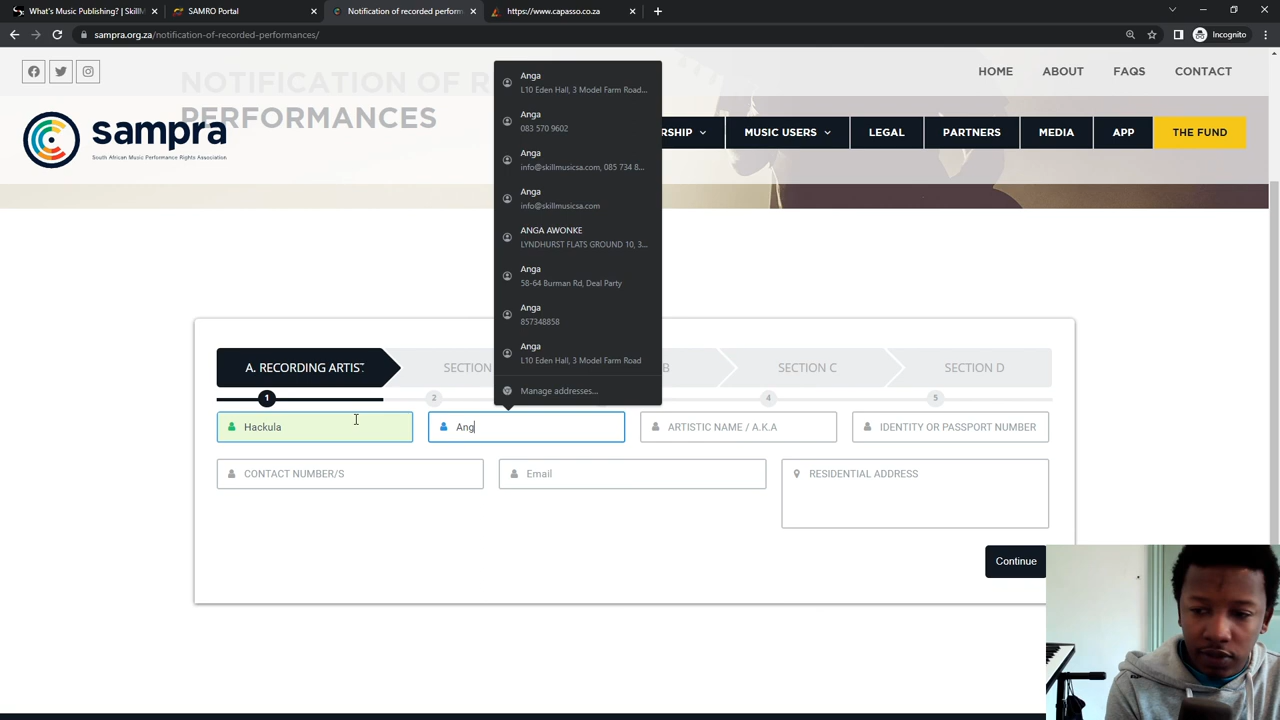 What's Music Publishing? | SkillM
SAMRO Portal
Notification of recorded perform
https://www.capasso.co.za
Incognito
sampra.org.za/notification-of-recorded-performances/
NOTIFICATION OF R
PERFORMANCES
HOME ABOUT FAQS CONTACT
sampra
South African Music Performance Rights Association
RSHIP MUSIC USERS LEGAL PARTNERS MEDIA APP THE FUND
Anga
L10 Eden Hall, 3 Model Farm Road...
Anga
083 570 9602
Anga
info@skillmusicsa.com, 085 734 8...
Anga
info@skillmusicsa.com
ANGA AWONKE
LYNDHURST FLATS GROUND 10, 3...
Anga
58-64 Burman Rd, Deal Party
Anga
857348858
Anga
L10 Eden Hall, 3 Model Farm Road
Manage addresses...
A. RECORDING ARTIST SECTION B SECTION C SECTION D
1 2 4 5
Hackula Ang ARTISTIC NAME / A.K.A IDENTITY OR PASSPORT NUMBER
CONTACT NUMBER/S Email RESIDENTIAL ADDRESS
Continue